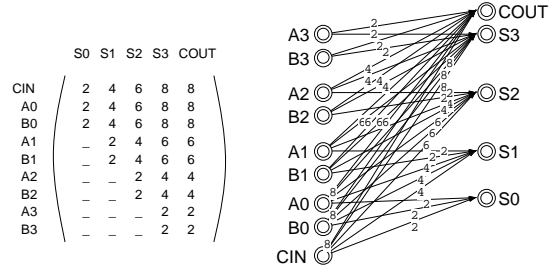 S0 S1 S2 S3 COUT
CIN 2 4 6 8 8
A0 2 4 6 8 8
B0 2 4 6 8 8
A1 _ 2 4 6 6
B1 _ 2 4 6 6
A2 _ _ 2 4 4
B2 _ _ 2 4 4
A3 _ _ _ 2 2
B3 _ _ _ 2 2
COUT
A3
S3
B3
A2
S2
B2
A1
S1
B1
A0
S0
B0
CIN